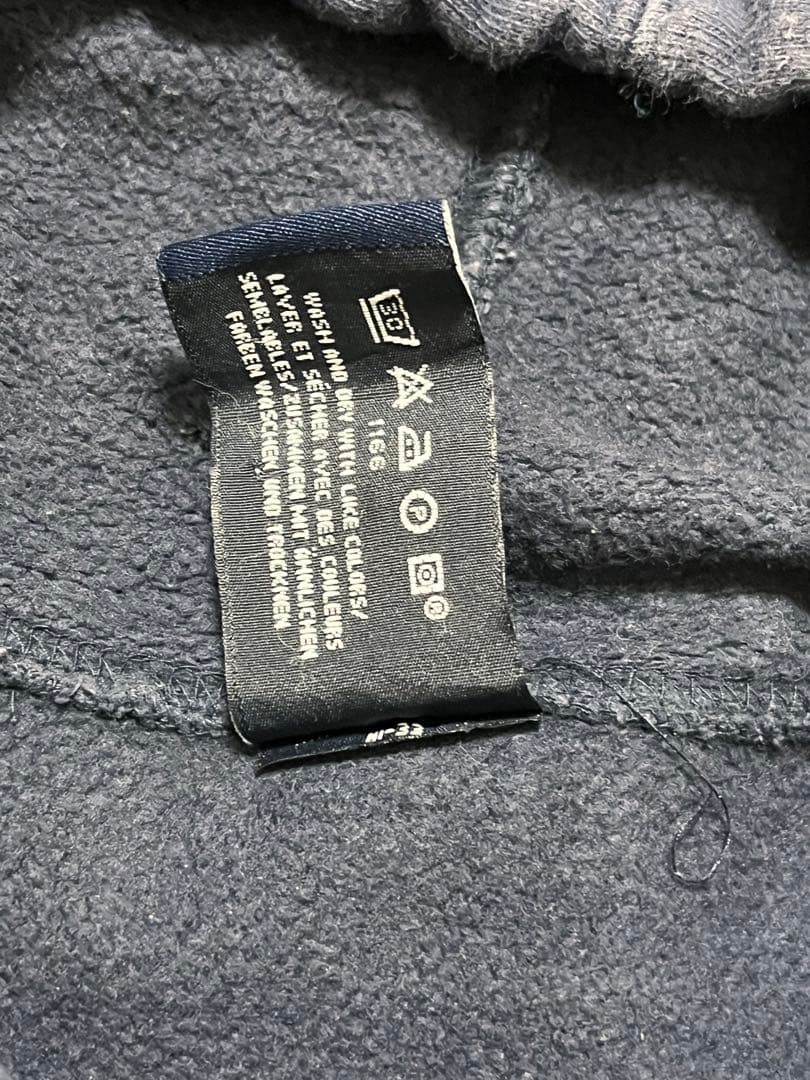 30
P
R
1166
WASH AND DRY WITH LIKE COLORS/
LAVER ET SÉCHER AVEC DES COULEURS
SEMBLABLES/ZUSAMMEN MIT ÄHNLICHEN
FARBEN WASCHEN UND TROCKNEN